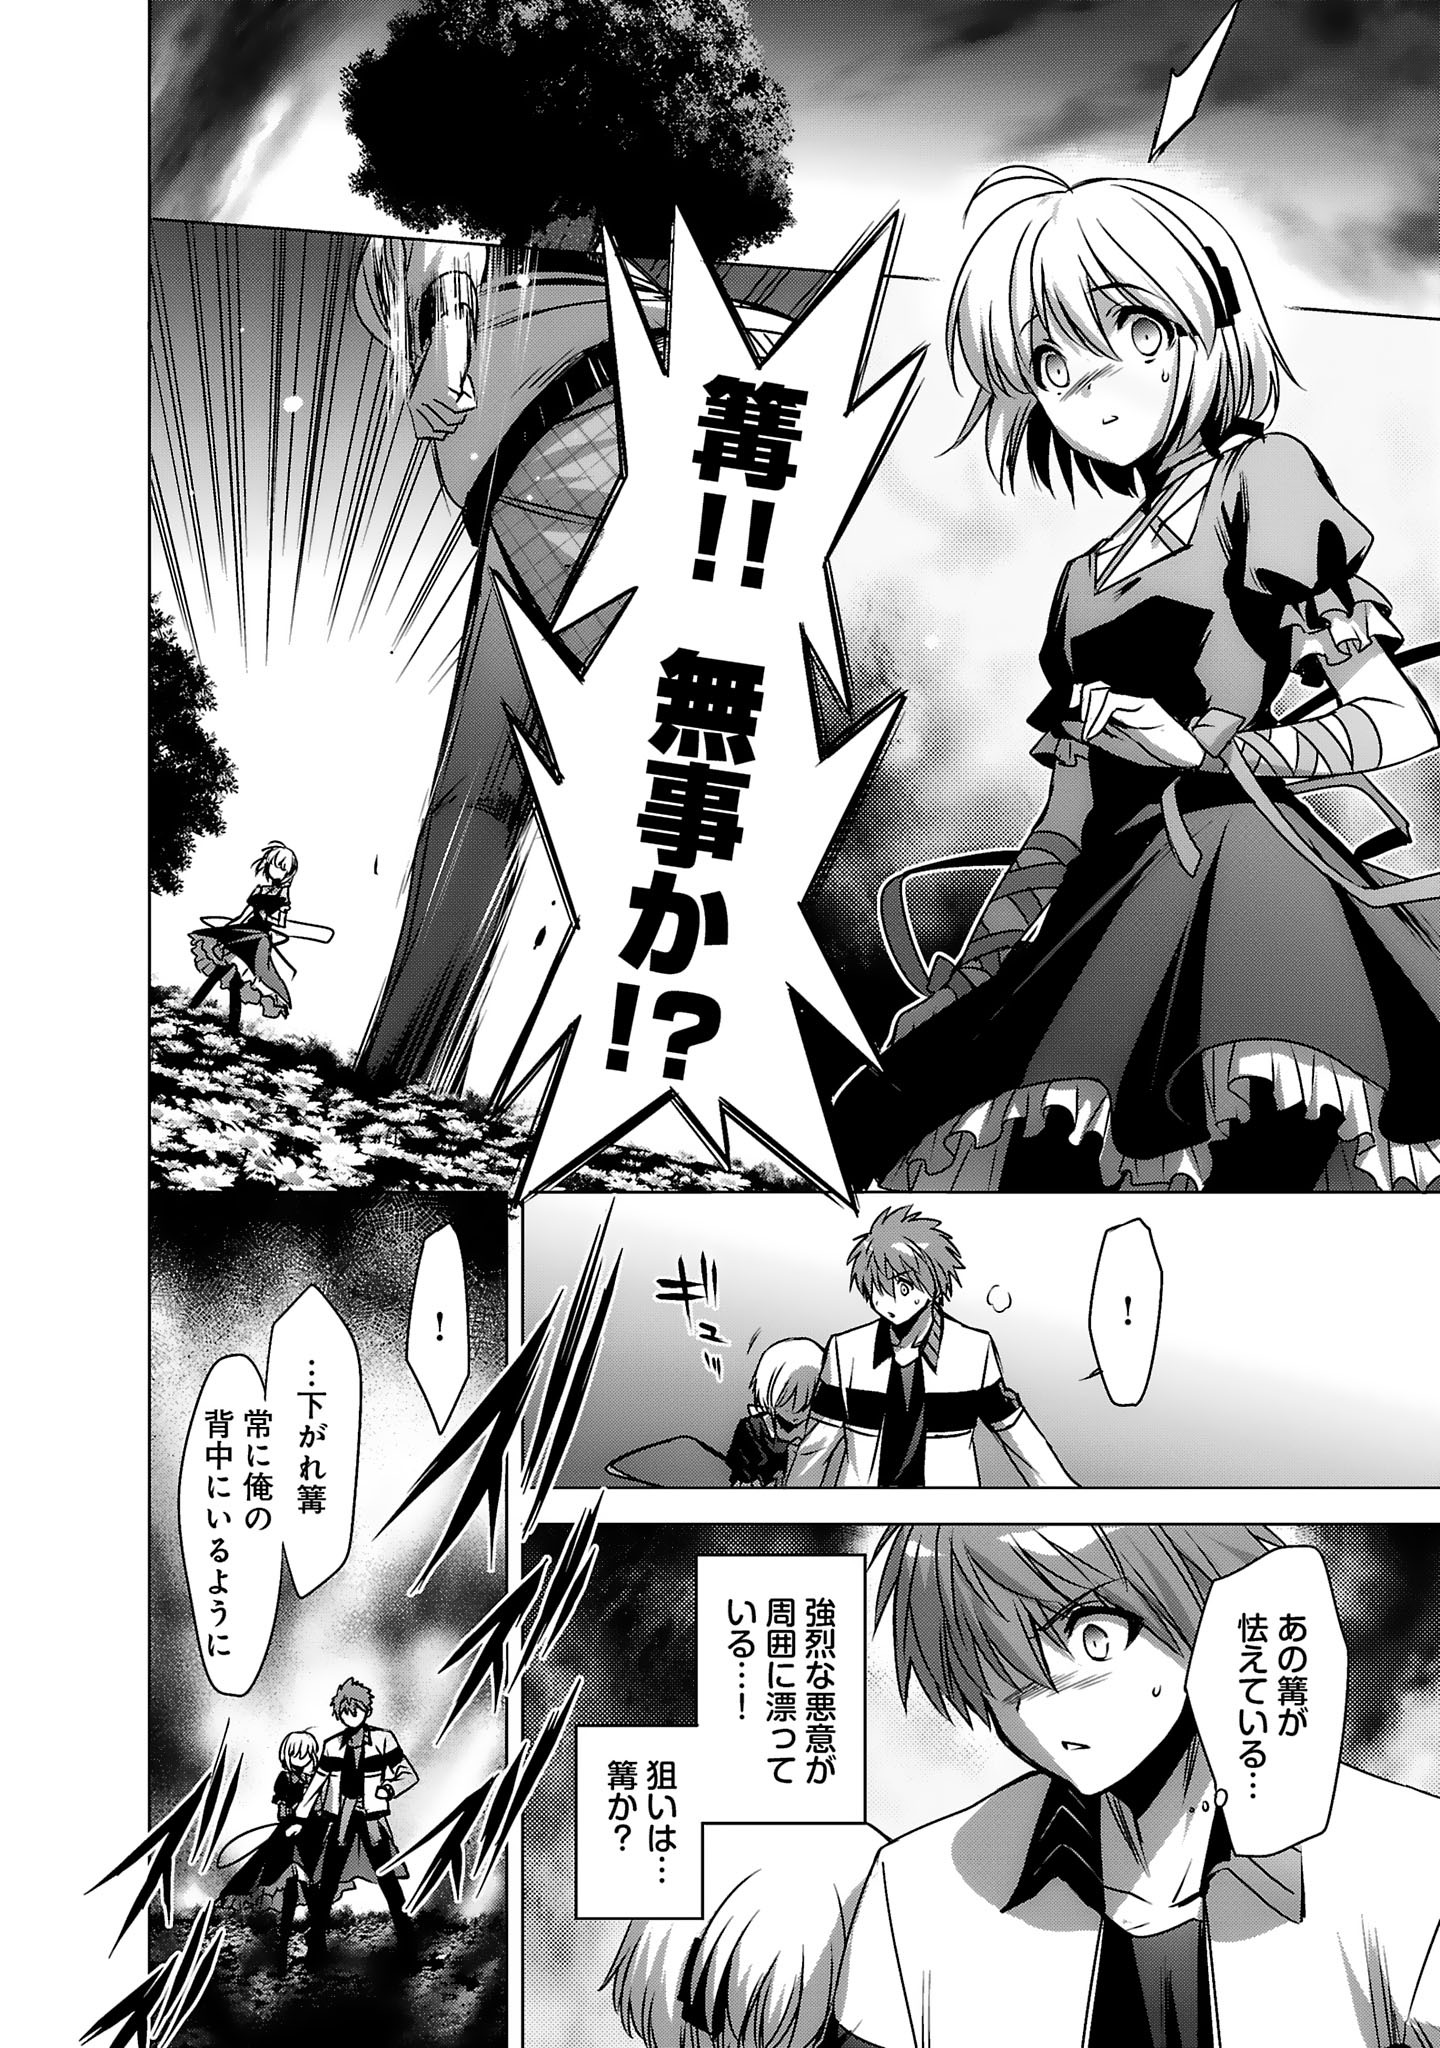 篝!!
無事か!?
！
ギュッ
あの篝が
怯えている…
強烈な悪意が
周囲に漂って
いる…！
狙いは…
篝か？
！
…下がれ篝
常に俺の
背中にいるように